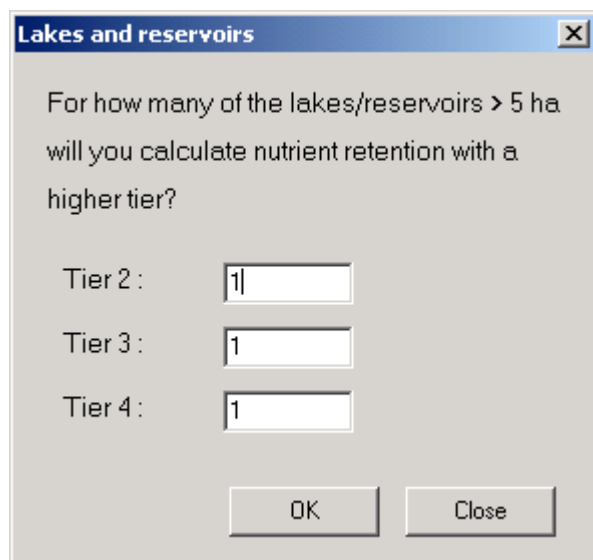 Lakes and reservoirs
For how many of the lakes/reservoirs > 5 ha
will you calculate nutrient retention with a
higher tier?
Tier 2 : 1
Tier 3 : 1
Tier 4 : 1
OK Close